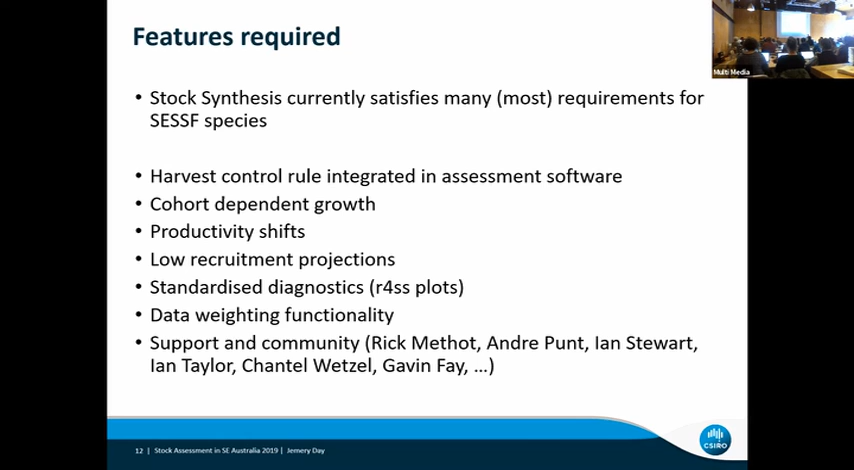 Features required
Multi Media
• Stock Synthesis currently satisfies many (most) requirements for
SESSF species
• Harvest control rule integrated in assessment software
• Cohort dependent growth
• Productivity shifts
• Low recruitment projections
• Standardised diagnostics (r4ss plots)
• Data weighting functionality
• Support and community (Rick Methot, Andre Punt, Ian Stewart,
Ian Taylor, Chantel Wetzel, Gavin Fay, ...)
12 | Stock Assessment in SE Australia 2019 | Jemery Day
CSIRO